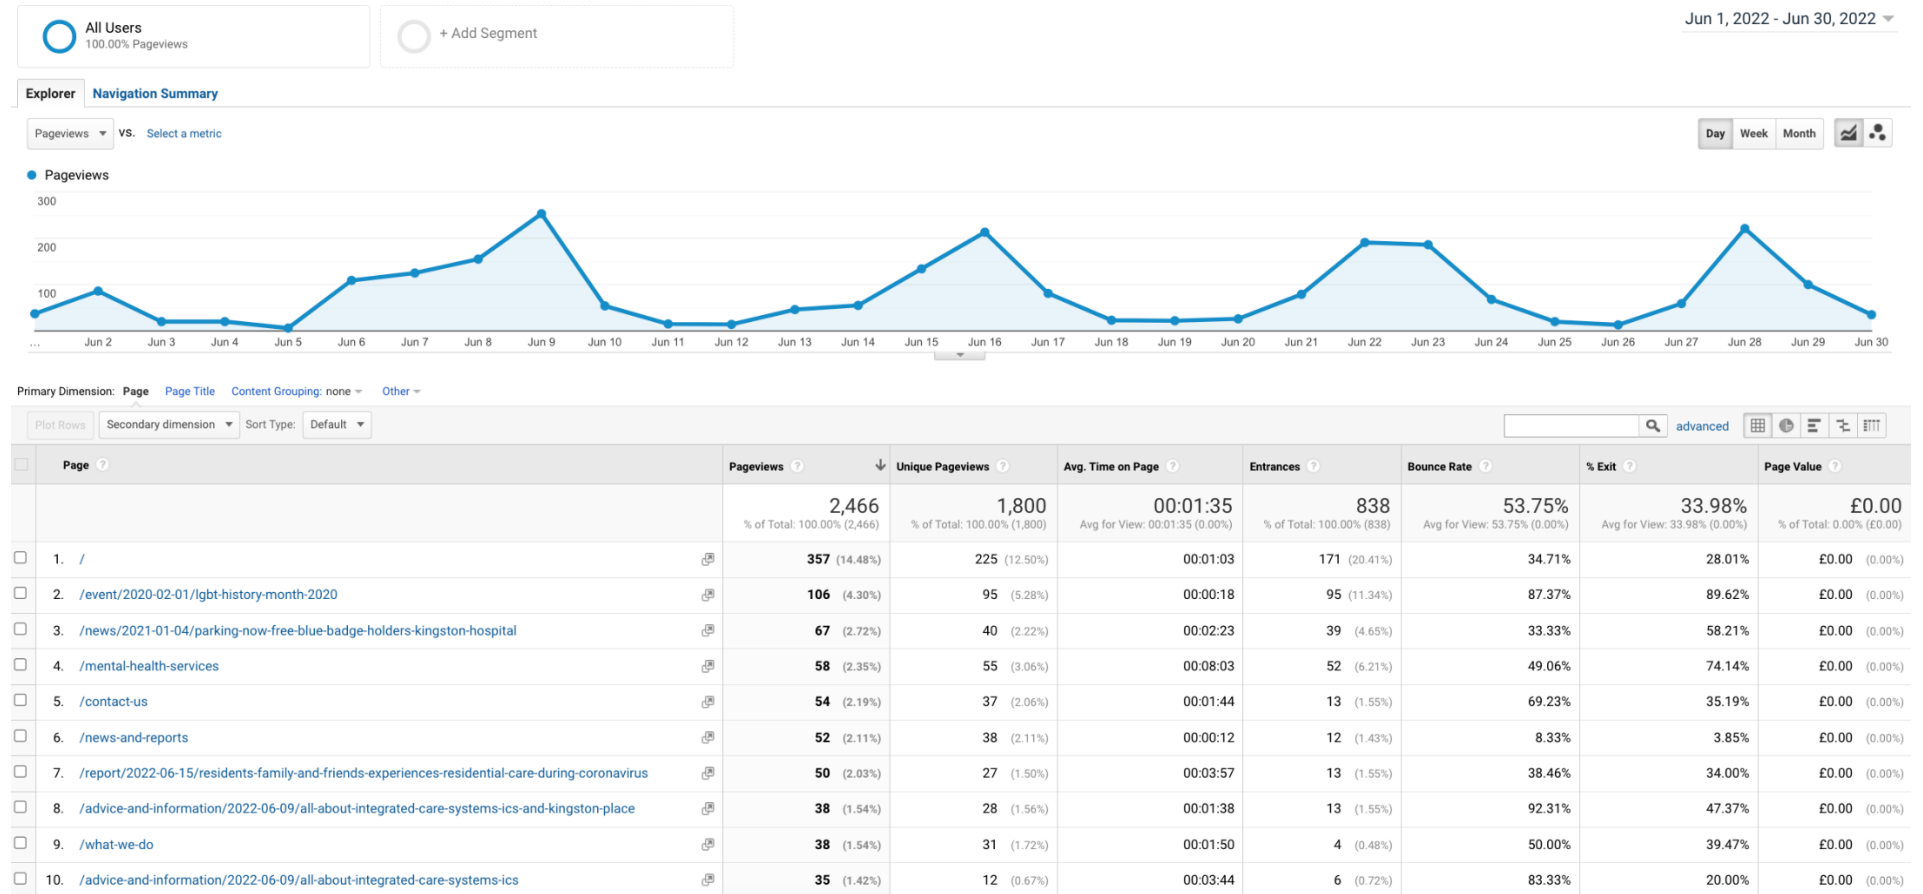 All Users
100.00% Pageviews
+ Add Segment
Jun 1, 2022 - Jun 30, 2022
Explorer Navigation Summary
Pageviews VS. Select a metric
Day Week Month
Pageviews
300
200
100
... Jun 2 Jun 3 Jun 4 Jun 5 Jun 6 Jun 7 Jun 8 Jun 9 Jun 10 Jun 11 Jun 12 Jun 13 Jun 14 Jun 15 Jun 16 Jun 17 Jun 18 Jun 19 Jun 20 Jun 21 Jun 22 Jun 23 Jun 24 Jun 25 Jun 26 Jun 27 Jun 28 Jun 29 Jun 30
Primary Dimension: Page Page Title Content Grouping: none Other
Plot Rows Secondary dimension Sort Type: Default advanced
Page ? Pageviews ? Unique Pageviews ? Avg. Time on Page ? Entrances ? Bounce Rate ? % Exit ? Page Value ?
2,466 1,800 00:01:35 838 53.75% 33.98% £0.00
% of Total: 100.00% (2,466) % of Total: 100.00% (1,800) Avg for View: 00:01:35 (0.00%) % of Total: 100.00% (838) Avg for View: 53.75% (0.00%) Avg for View: 33.98% (0.00%) % of Total: 0.00% (£0.00)
1. / 357 (14.48%) 225 (12.50%) 00:01:03 171 (20.41%) 34.71% 28.01% £0.00 (0.00%)
2. /event/2020-02-01/lgbt-history-month-2020 106 (4.30%) 95 (5.28%) 00:00:18 95 (11.34%) 87.37% 89.62% £0.00 (0.00%)
3. /news/2021-01-04/parking-now-free-blue-badge-holders-kingston-hospital 67 (2.72%) 40 (2.22%) 00:02:23 39 (4.65%) 33.33% 58.21% £0.00 (0.00%)
4. /mental-health-services 58 (2.35%) 55 (3.06%) 00:08:03 52 (6.21%) 49.06% 74.14% £0.00 (0.00%)
5. /contact-us 54 (2.19%) 37 (2.06%) 00:01:44 13 (1.55%) 69.23% 35.19% £0.00 (0.00%)
6. /news-and-reports 52 (2.11%) 38 (2.11%) 00:00:12 12 (1.43%) 8.33% 3.85% £0.00 (0.00%)
7. /report/2022-06-15/residents-family-and-friends-experiences-residential-care-during-coronavirus 50 (2.03%) 27 (1.50%) 00:03:57 13 (1.55%) 38.46% 34.00% £0.00 (0.00%)
8. /advice-and-information/2022-06-09/all-about-integrated-care-systems-ics-and-kingston-place 38 (1.54%) 28 (1.56%) 00:01:38 13 (1.55%) 92.31% 47.37% £0.00 (0.00%)
9. /what-we-do 38 (1.54%) 31 (1.72%) 00:01:50 4 (0.48%) 50.00% 39.47% £0.00 (0.00%)
10. /advice-and-information/2022-06-09/all-about-integrated-care-systems-ics 35 (1.42%) 12 (0.67%) 00:03:44 6 (0.72%) 83.33% 20.00% £0.00 (0.00%)